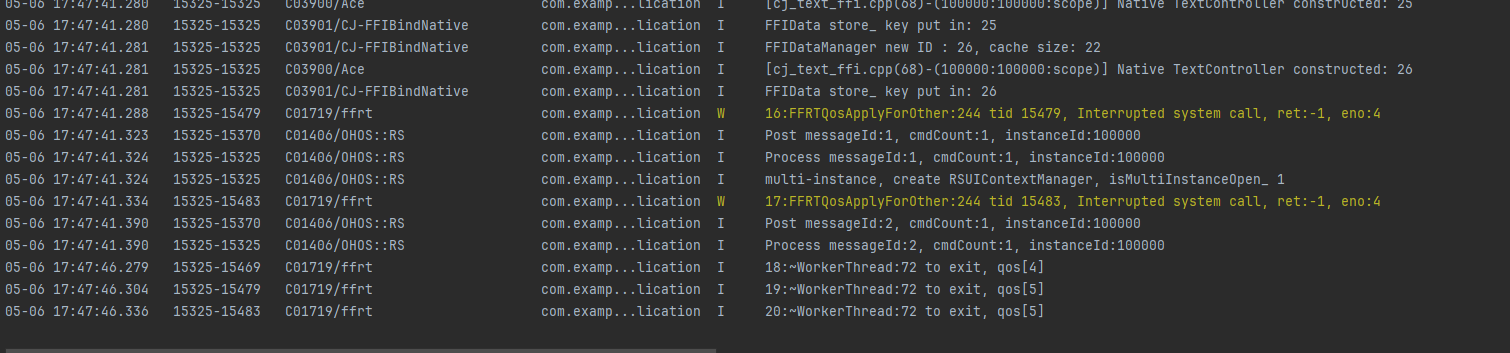 05-06 17:47:41.280 15325-15325 C03900/Ace com.examp...lication I [cj_text_ffi.cpp(68)-(100000:100000:scope)] Native TextController constructed: 25
05-06 17:47:41.280 15325-15325 C03901/CJ-FFIBindNative com.examp...lication I FFIData store_ key put in: 25
05-06 17:47:41.281 15325-15325 C03901/CJ-FFIBindNative com.examp...lication I FFIDataManager new ID : 26, cache size: 22
05-06 17:47:41.281 15325-15325 C03900/Ace com.examp...lication I [cj_text_ffi.cpp(68)-(100000:100000:scope)] Native TextController constructed: 26
05-06 17:47:41.281 15325-15325 C03901/CJ-FFIBindNative com.examp...lication I FFIData store_ key put in: 26
05-06 17:47:41.288 15325-15479 C01719/ffrt com.examp...lication W 16:FFRTQosApplyForOther:244 tid 15479, Interrupted system call, ret:-1, eno:4
05-06 17:47:41.323 15325-15370 C01406/OHOS::RS com.examp...lication I Post messageId:1, cmdCount:1, instanceId:100000
05-06 17:47:41.324 15325-15325 C01406/OHOS::RS com.examp...lication I Process messageId:1, cmdCount:1, instanceId:100000
05-06 17:47:41.324 15325-15325 C01406/OHOS::RS com.examp...lication I multi-instance, create RSUIContextManager, isMultiInstanceOpen_ 1
05-06 17:47:41.334 15325-15483 C01719/ffrt com.examp...lication W 17:FFRTQosApplyForOther:244 tid 15483, Interrupted system call, ret:-1, eno:4
05-06 17:47:41.390 15325-15370 C01406/OHOS::RS com.examp...lication I Post messageId:2, cmdCount:1, instanceId:100000
05-06 17:47:41.390 15325-15325 C01406/OHOS::RS com.examp...lication I Process messageId:2, cmdCount:1, instanceId:100000
05-06 17:47:46.279 15325-15469 C01719/ffrt com.examp...lication I 18:~WorkerThread:72 to exit, qos[4]
05-06 17:47:46.304 15325-15479 C01719/ffrt com.examp...lication I 19:~WorkerThread:72 to exit, qos[5]
05-06 17:47:46.336 15325-15483 C01719/ffrt com.examp...lication I 20:~WorkerThread:72 to exit, qos[5]